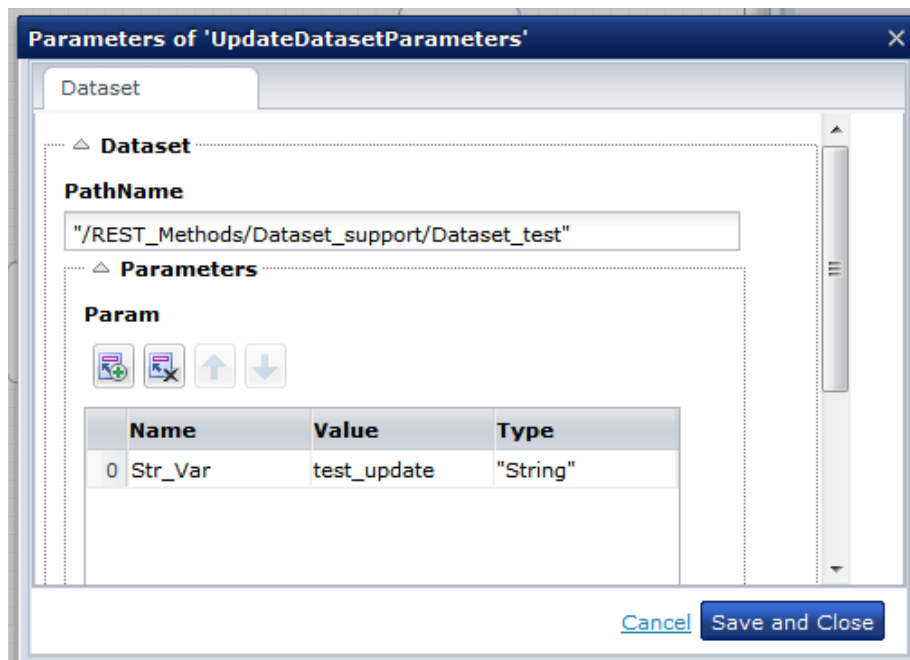 Parameters of 'UpdateDatasetParameters'
Dataset
Dataset
PathName
"/REST_Methods/Dataset_support/Dataset_test"
Parameters
Param
Name Value Type
0 Str_Var test_update "String"
Cancel Save and Close